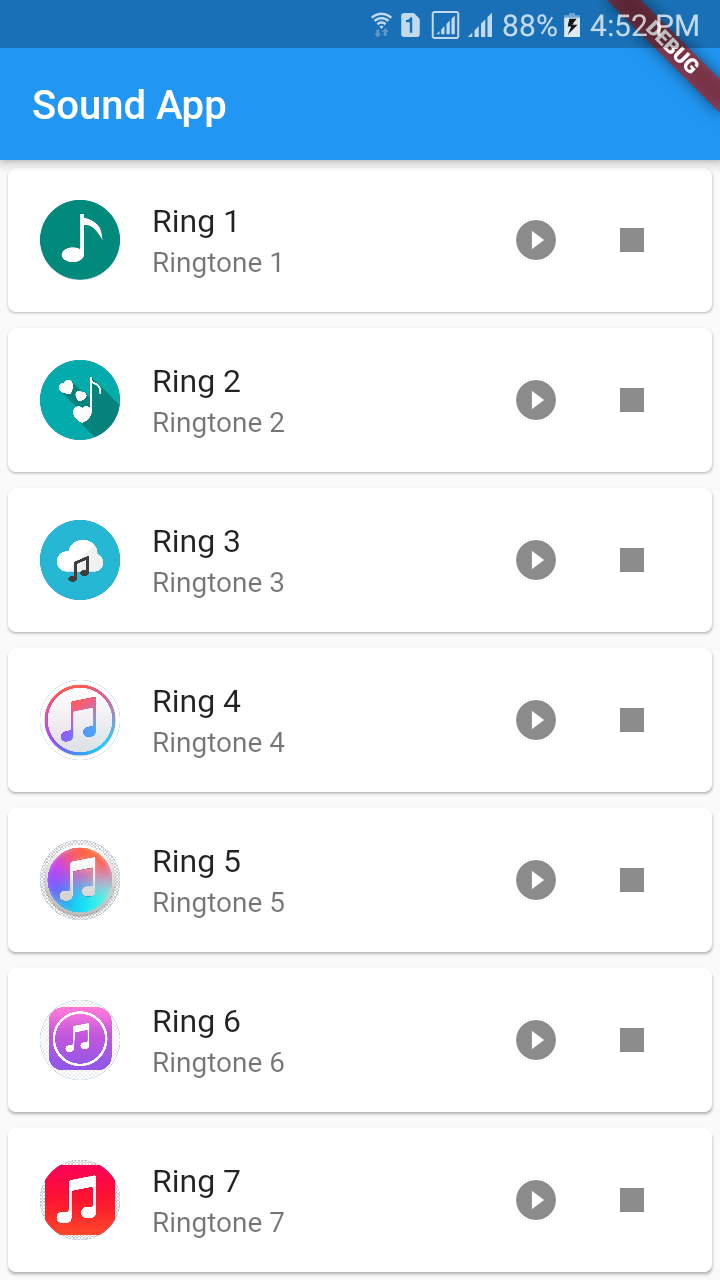 1 88% 4:52 PM
DEBUG
Sound App
Ring 1
Ringtone 1
Ring 2
Ringtone 2
Ring 3
Ringtone 3
Ring 4
Ringtone 4
Ring 5
Ringtone 5
Ring 6
Ringtone 6
Ring 7
Ringtone 7